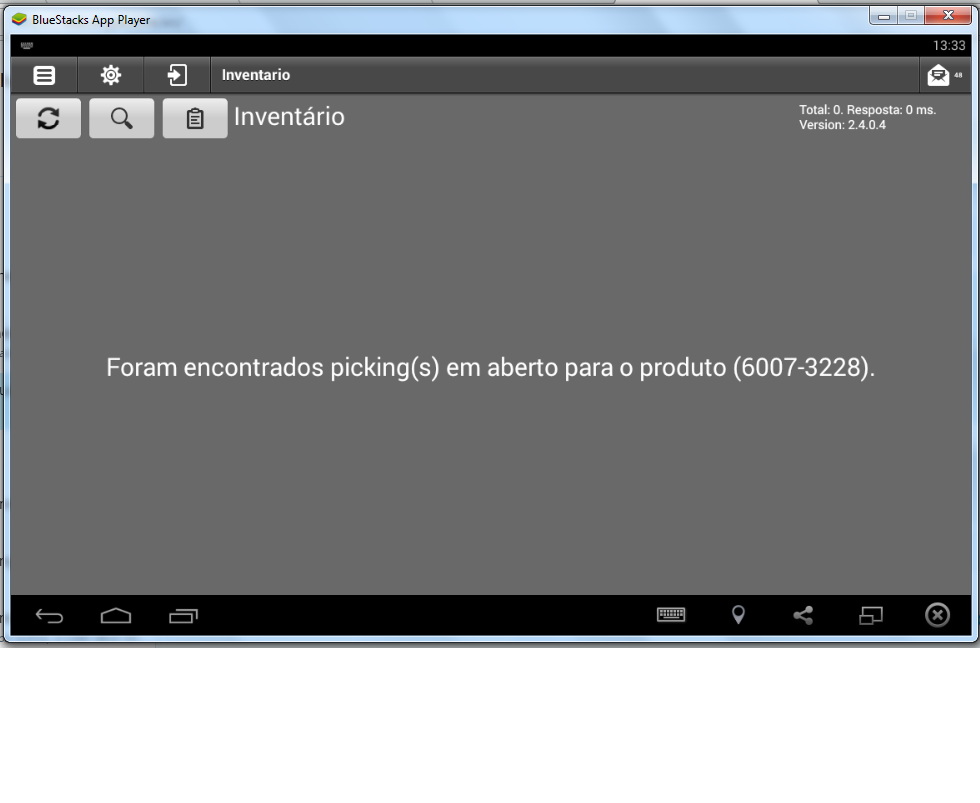 BlueStacks App Player
13:33
Inventario
48
Inventário
Total: 0. Resposta: 0 ms.
Version: 2.4.0.4
Foram encontrados picking(s) em aberto para o produto (6007-3228).